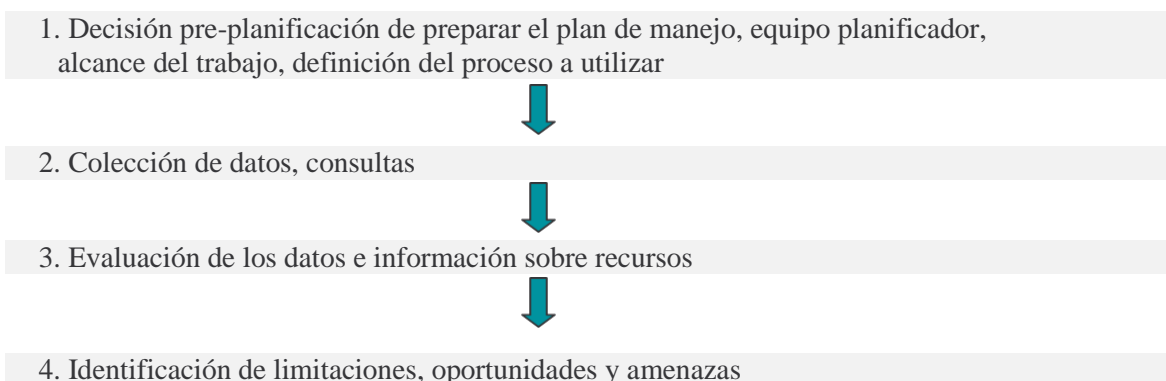 1. Decisión pre-planificación de preparar el plan de manejo, equipo planificador,
alcance del trabajo, definición del proceso a utilizar
2. Colección de datos, consultas
3. Evaluación de los datos e información sobre recursos
4. Identificación de limitaciones, oportunidades y amenazas